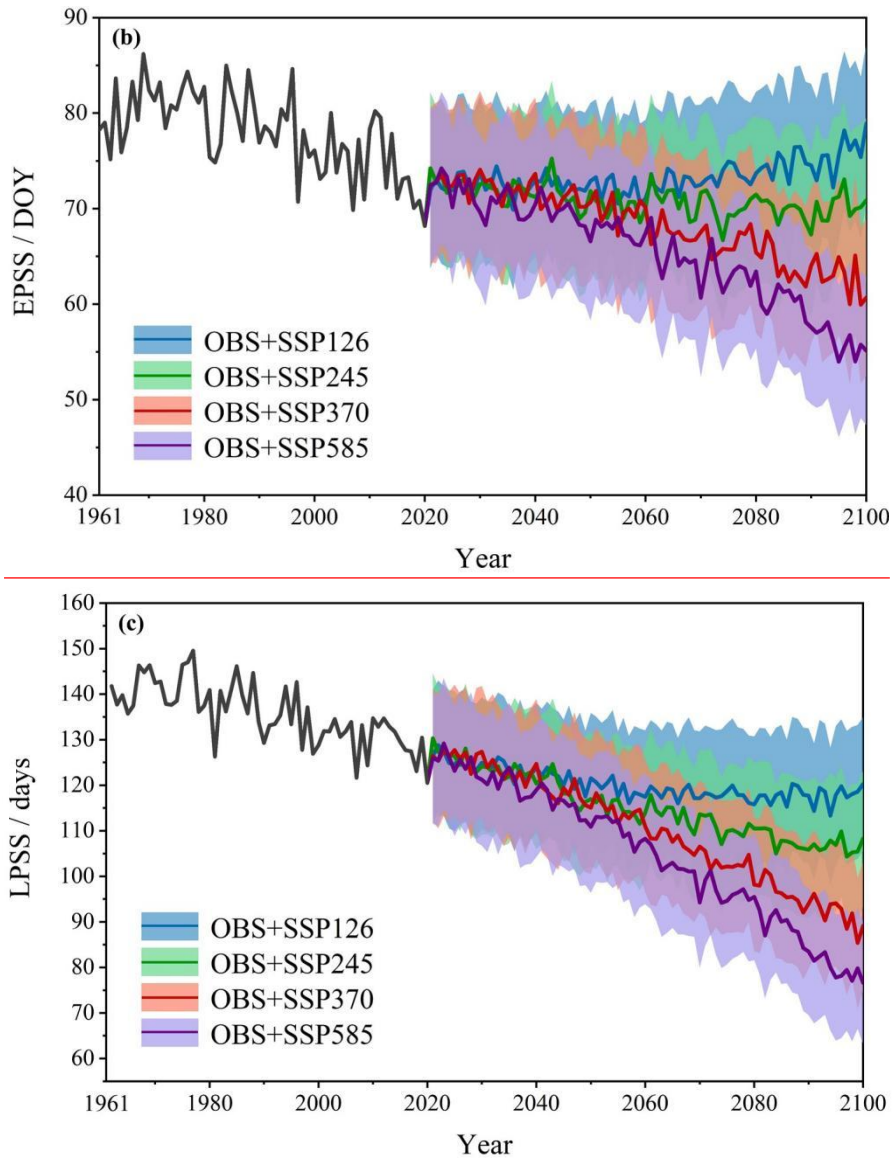 (b)
90
80
70
60
50
40
EPSS / DOY
OBS+SSP126
OBS+SSP245
OBS+SSP370
OBS+SSP585
1961 1980 2000 2020 2040 2060 2080 2100
Year
(c)
160
150
140
130
120
110
100
90
80
70
60
LPSS / days
OBS+SSP126
OBS+SSP245
OBS+SSP370
OBS+SSP585
1961 1980 2000 2020 2040 2060 2080 2100
Year